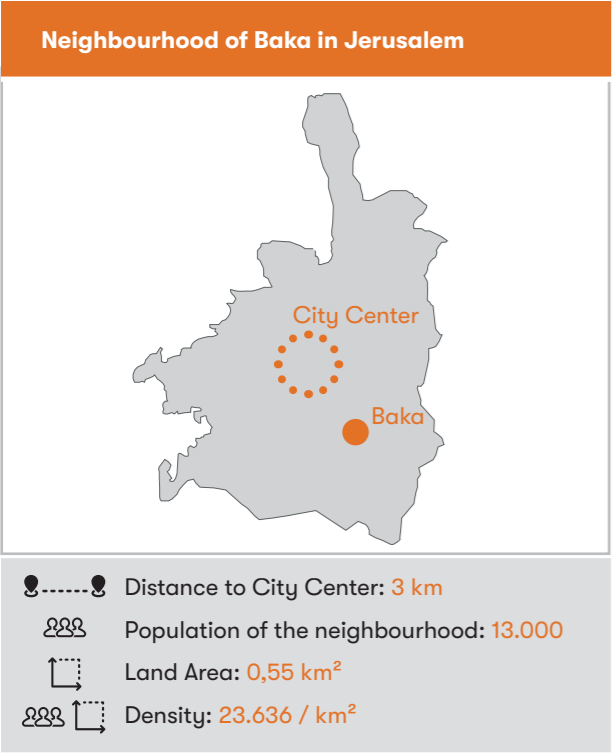 Neighbourhood of Baka in Jerusalem
City Center
Baka
Distance to City Center: 3 km
Population of the neighbourhood: 13.000
Land Area: 0,55 km²
Density: 23.636 / km²